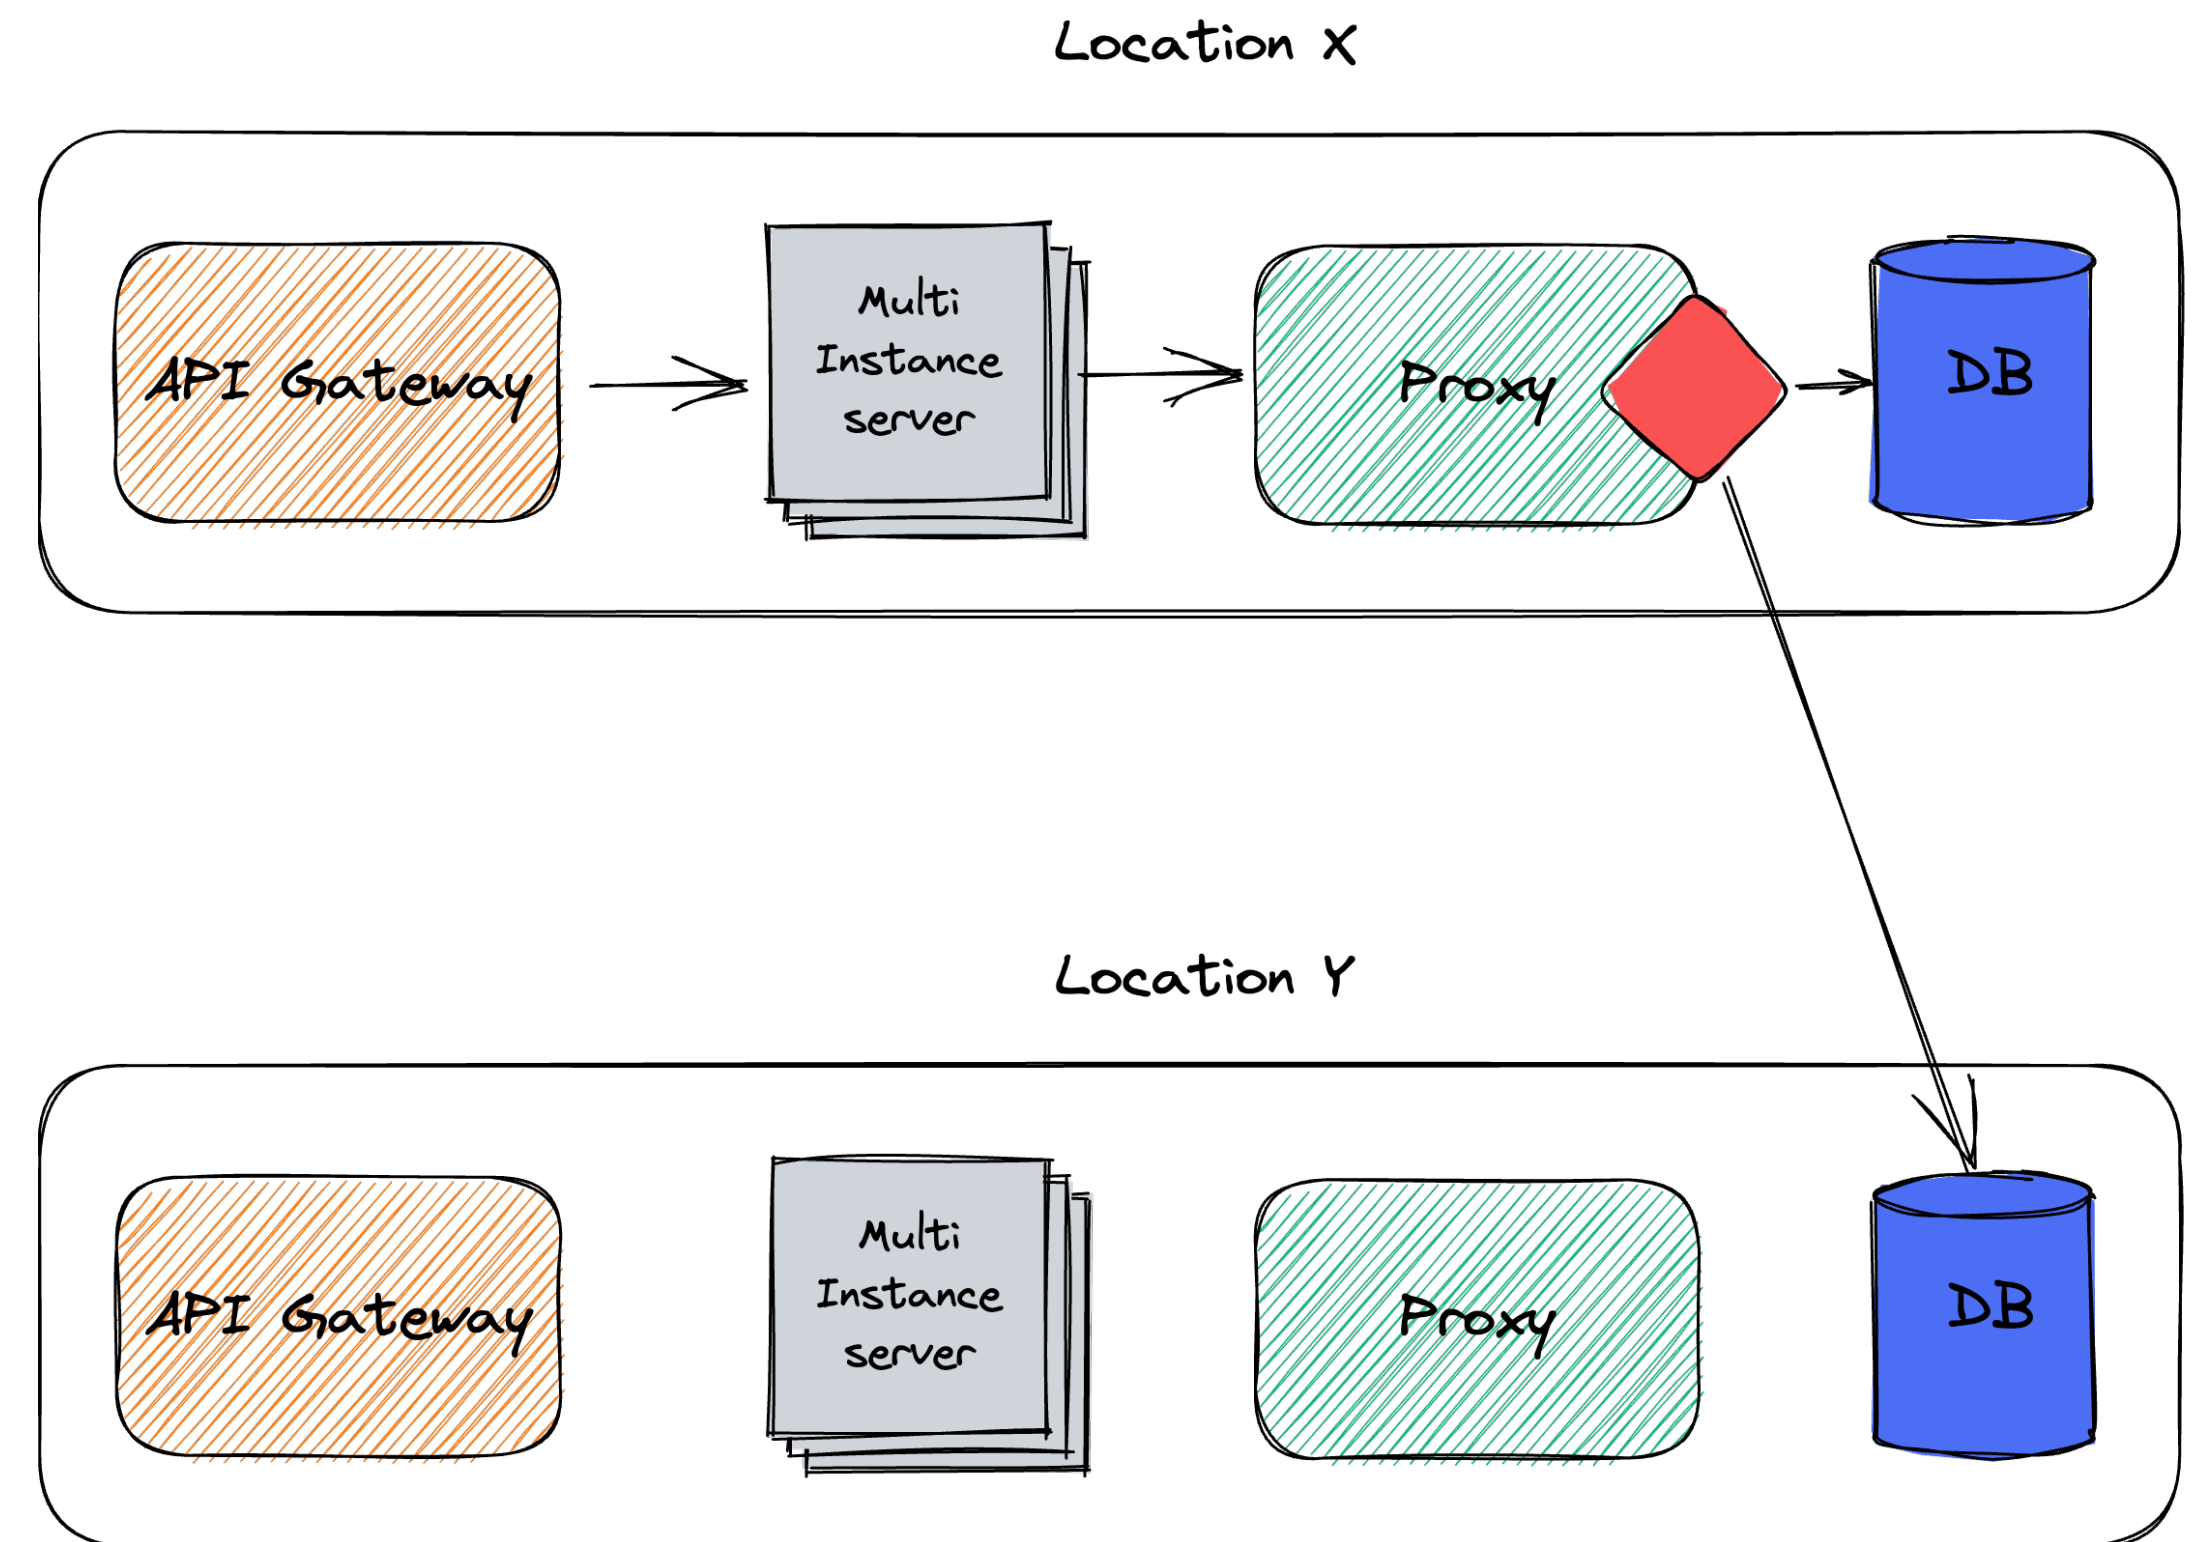 Location X
API Gateway
Multi
Instance
server
Proxy
DB
Location Y
API Gateway
Multi
Instance
server
Proxy
DB